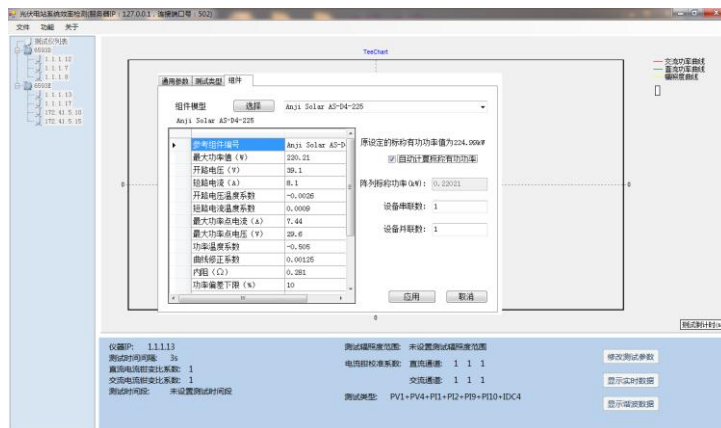 光伏电站系统效率检测(服务器IP：127.0.0.1，连接端口号：502)
文件 功能 关于
测试仪列表
6930B
1.1.1.12
1.1.1.7
1.1.1.8
1.1.1.13
1.1.1.17
172.41.5.10
172.41.5.15
TeeChart
交流功率曲线
直流功率曲线
辐照度曲线
通用参数 测试类型 组件
组件模型 选择 Anji Solar AS-D4-225
Anji Solar AS-D4-225
参考组件编号 Anji Solar AS-D
最大功率值(W) 220.21
开路电压(V) 39.1
短路电流(A) 8.1
开路电压温度系数 -0.0026
短路电流温度系数 0.0009
最大功率点电流(A) 7.44
最大功率点电压(V) 29.6
功率温度系数 -0.505
曲线修正系数 0.00125
内阻(Ω) 0.281
功率偏差下限(%) 10
原设定的标称有功功率值为224.99kW
自动计算标称有功功率
阵列标称功率(kW)： 0.22021
设备串联数： 1
设备并联数： 1
应用 取消
0
0
0
测试时计时(s)
仪器IP: 1.1.1.13
测试时间间隔: 3s
直流电流钳变比系数: 1
交流电流钳变比系数: 1
测试时间段: 未设置测试时间段
测试辐照度范围: 未设置测试辐照度范围
电流钳校准系数: 直流通道: 1 1 1
交流通道: 1 1 1
测试类型: PV1+PV4+PI1+PI2+PI9+PI10+IDC4
修改测试参数
显示实时数据
显示谐波数据